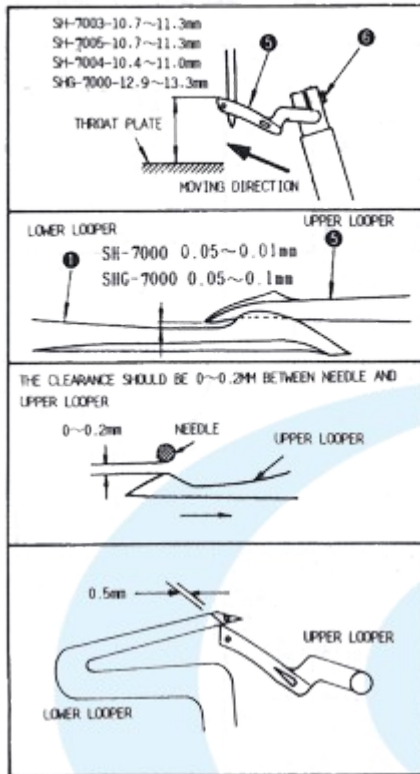 SH-7003-10.7~11.3mm
SH-7005-10.7~11.3mm
SH-7004-10.4~11.0mm
SHG-7000-12.9~13.3mm
5
6
THROAT PLATE
MOVING DIRECTION
LOWER LOOPER
UPPER LOOPER
1
SH-7000 0.05~0.01mm
5
SHG-7000 0.05~0.1mm
THE CLEARANCE SHOULD BE 0~0.2MM BETWEEN NEEDLE AND
UPPER LOOPER
0~0.2mm
NEEDLE
UPPER LOOPER
0.5mm
UPPER LOOPER
LOWER LOOPER